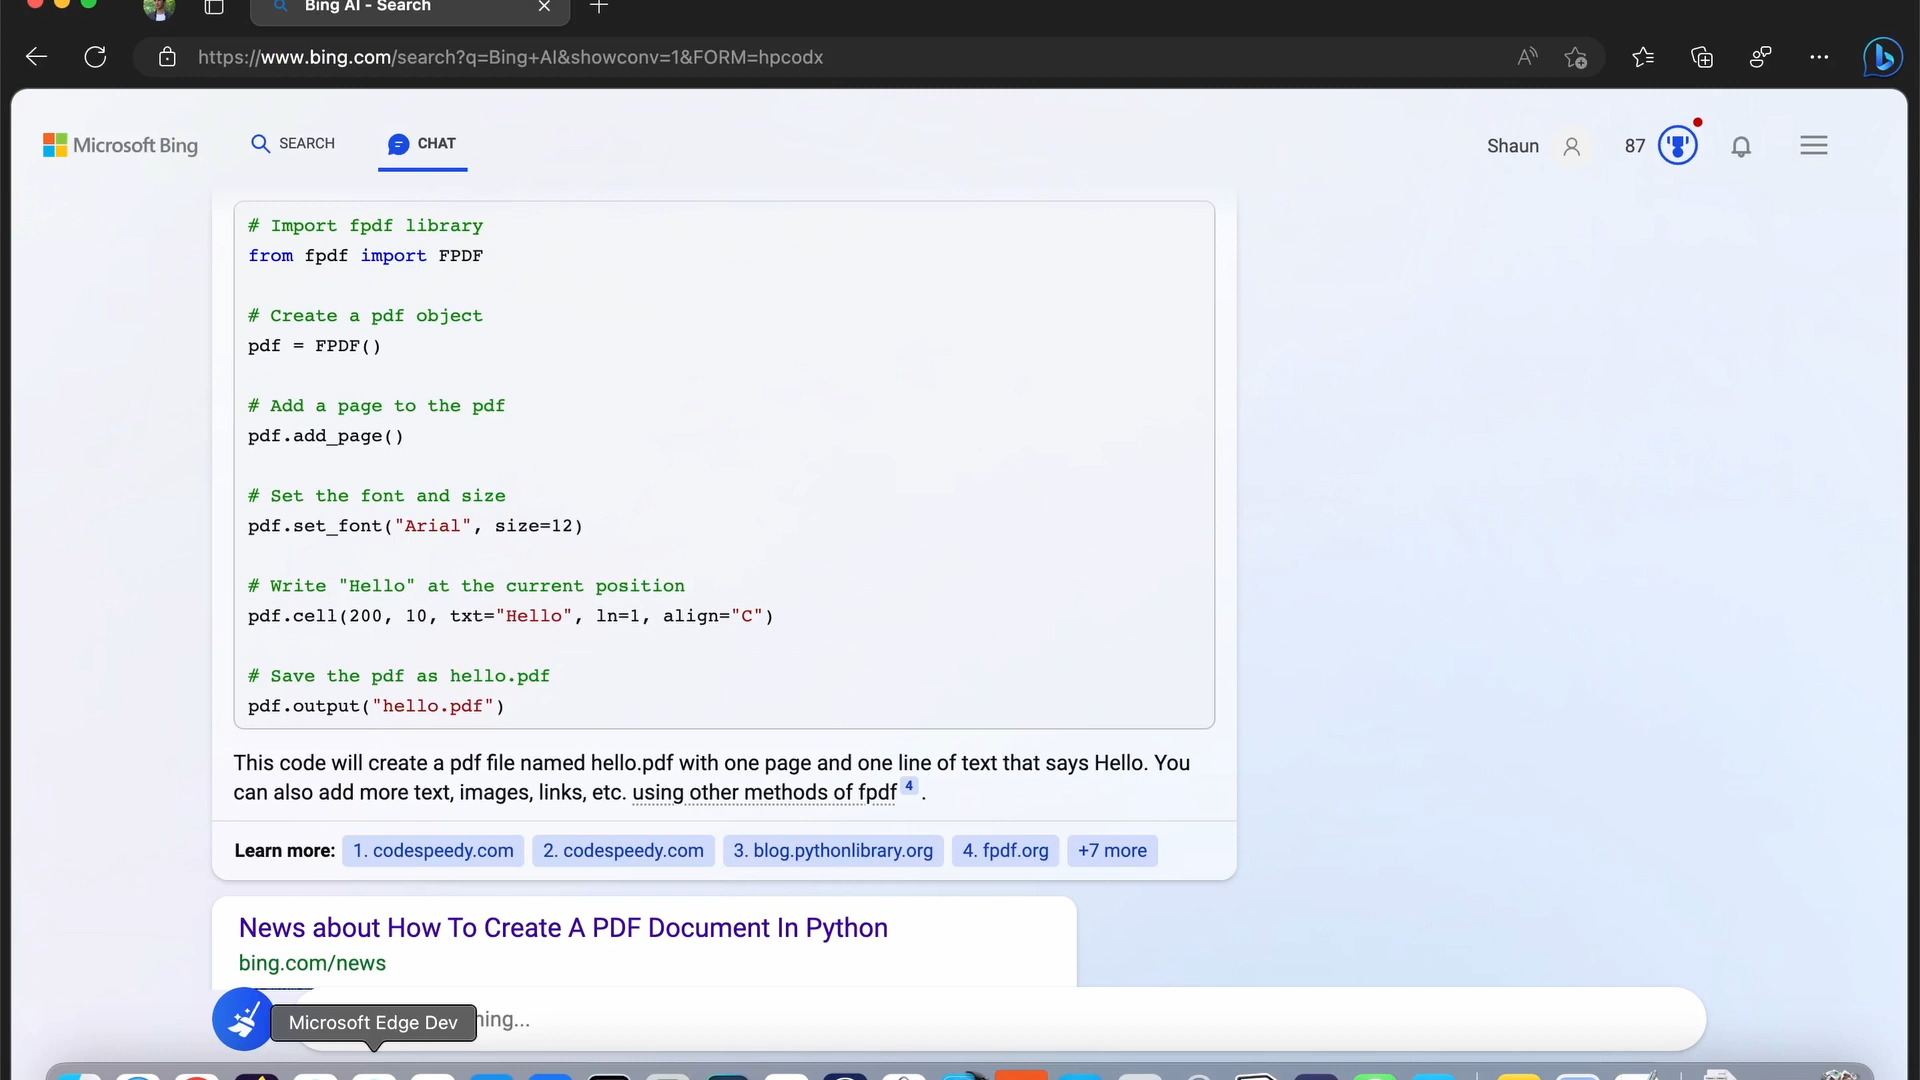 Bing AI - Search
https://www.bing.com/search?q=Bing+AI&showconv=1&FORM=hpcodx
Microsoft Bing
SEARCH
CHAT
Shaun
87
# Import fpdf library
from fpdf import FPDF
# Create a pdf object
pdf = FPDF()
# Add a page to the pdf
pdf.add_page()
# Set the font and size
pdf.set_font("Arial", size=12)
# Write "Hello" at the current position
pdf.cell(200, 10, txt="Hello", ln=1, align="C")
# Save the pdf as hello.pdf
pdf.output("hello.pdf")
This code will create a pdf file named hello.pdf with one page and one line of text that says Hello. You
can also add more text, images, links, etc. using other methods of fpdf 4 .
Learn more: 1. codespeedy.com 2. codespeedy.com 3. blog.pythonlibrary.org 4. fpdf.org +7 more
News about How To Create A PDF Document In Python
bing.com/news
Microsoft Edge Dev